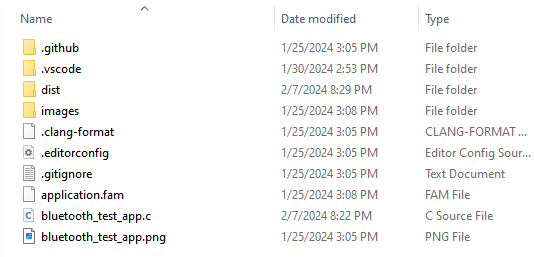 Name Date modified Type
.github 1/25/2024 3:05 PM File folder
.vscode 1/30/2024 2:53 PM File folder
dist 2/7/2024 8:29 PM File folder
images 1/25/2024 3:08 PM File folder
.clang-format 1/25/2024 3:05 PM CLANG-FORMAT ...
.editorconfig 1/25/2024 3:05 PM Editor Config Sour...
.gitignore 1/25/2024 3:05 PM Text Document
application.fam 1/25/2024 3:08 PM FAM File
bluetooth_test_app.c 2/7/2024 8:22 PM C Source File
bluetooth_test_app.png 1/25/2024 3:05 PM PNG File